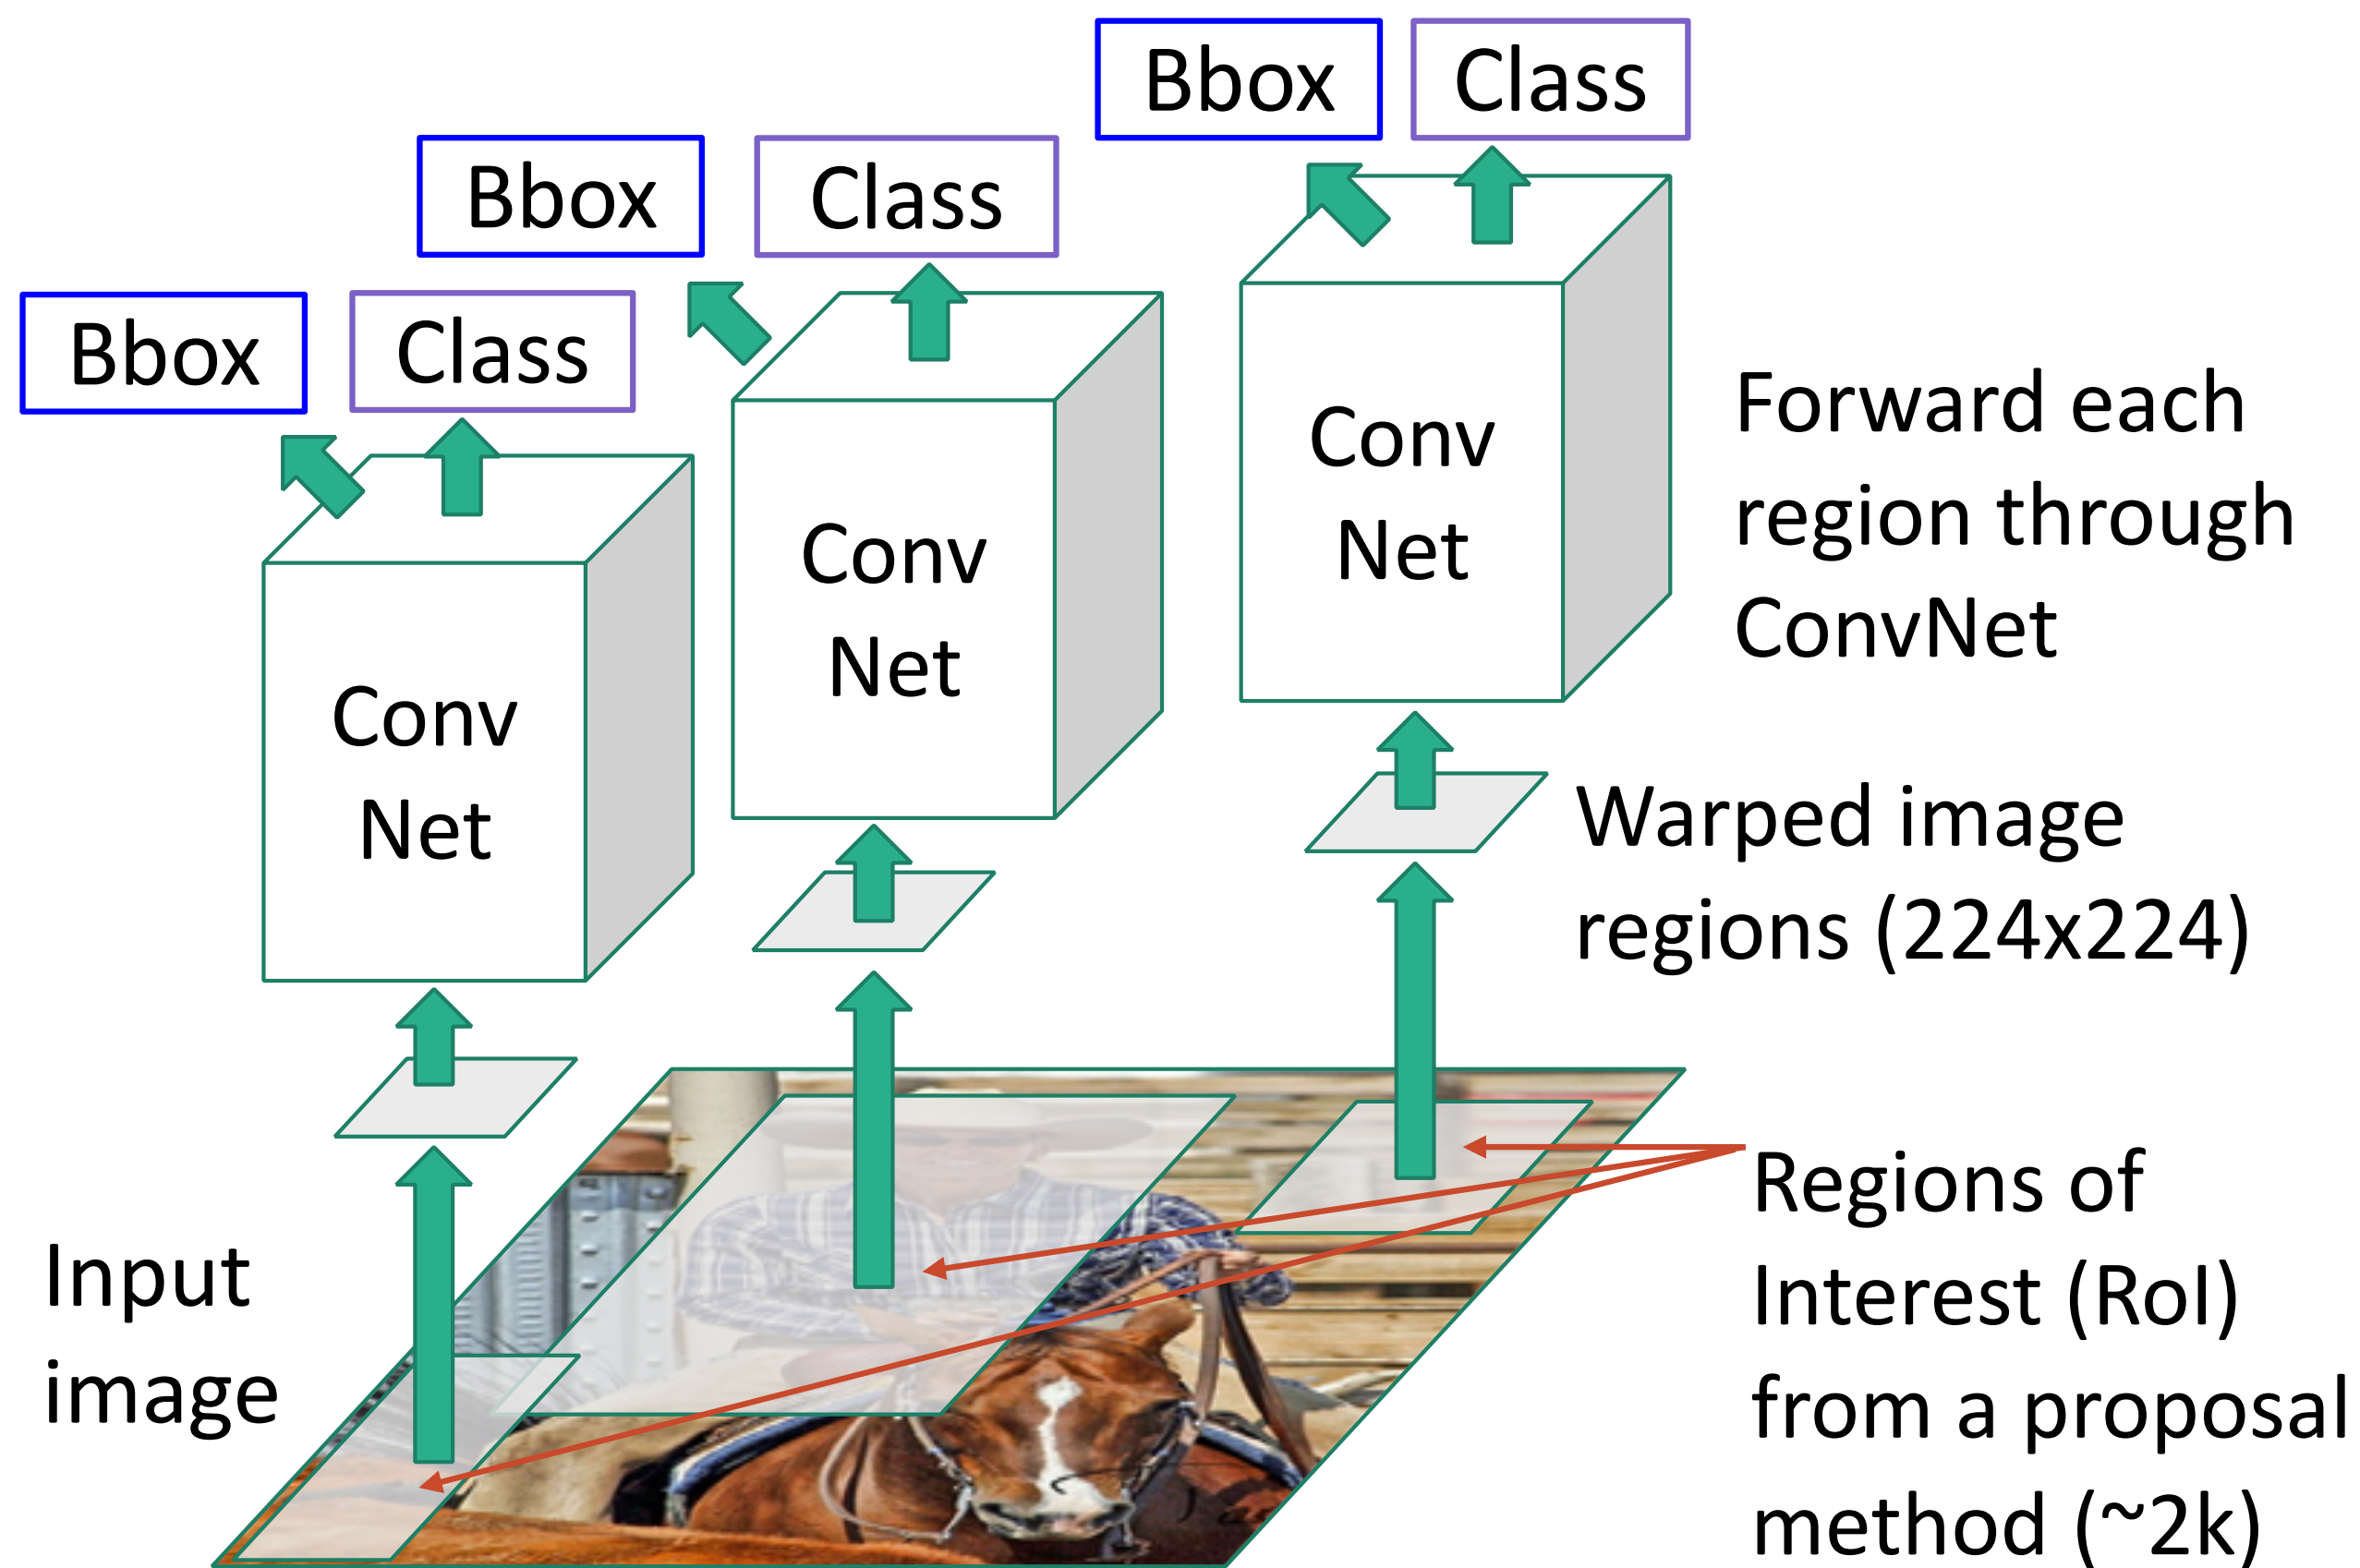 Bbox
Class
Bbox
Class
Bbox
Class
Conv
Net
Conv
Net
Conv
Net
Forward each
region through
ConvNet
Warped image
regions (224x224)
Input
image
Regions of
Interest (RoI)
from a proposal
method (~2k)